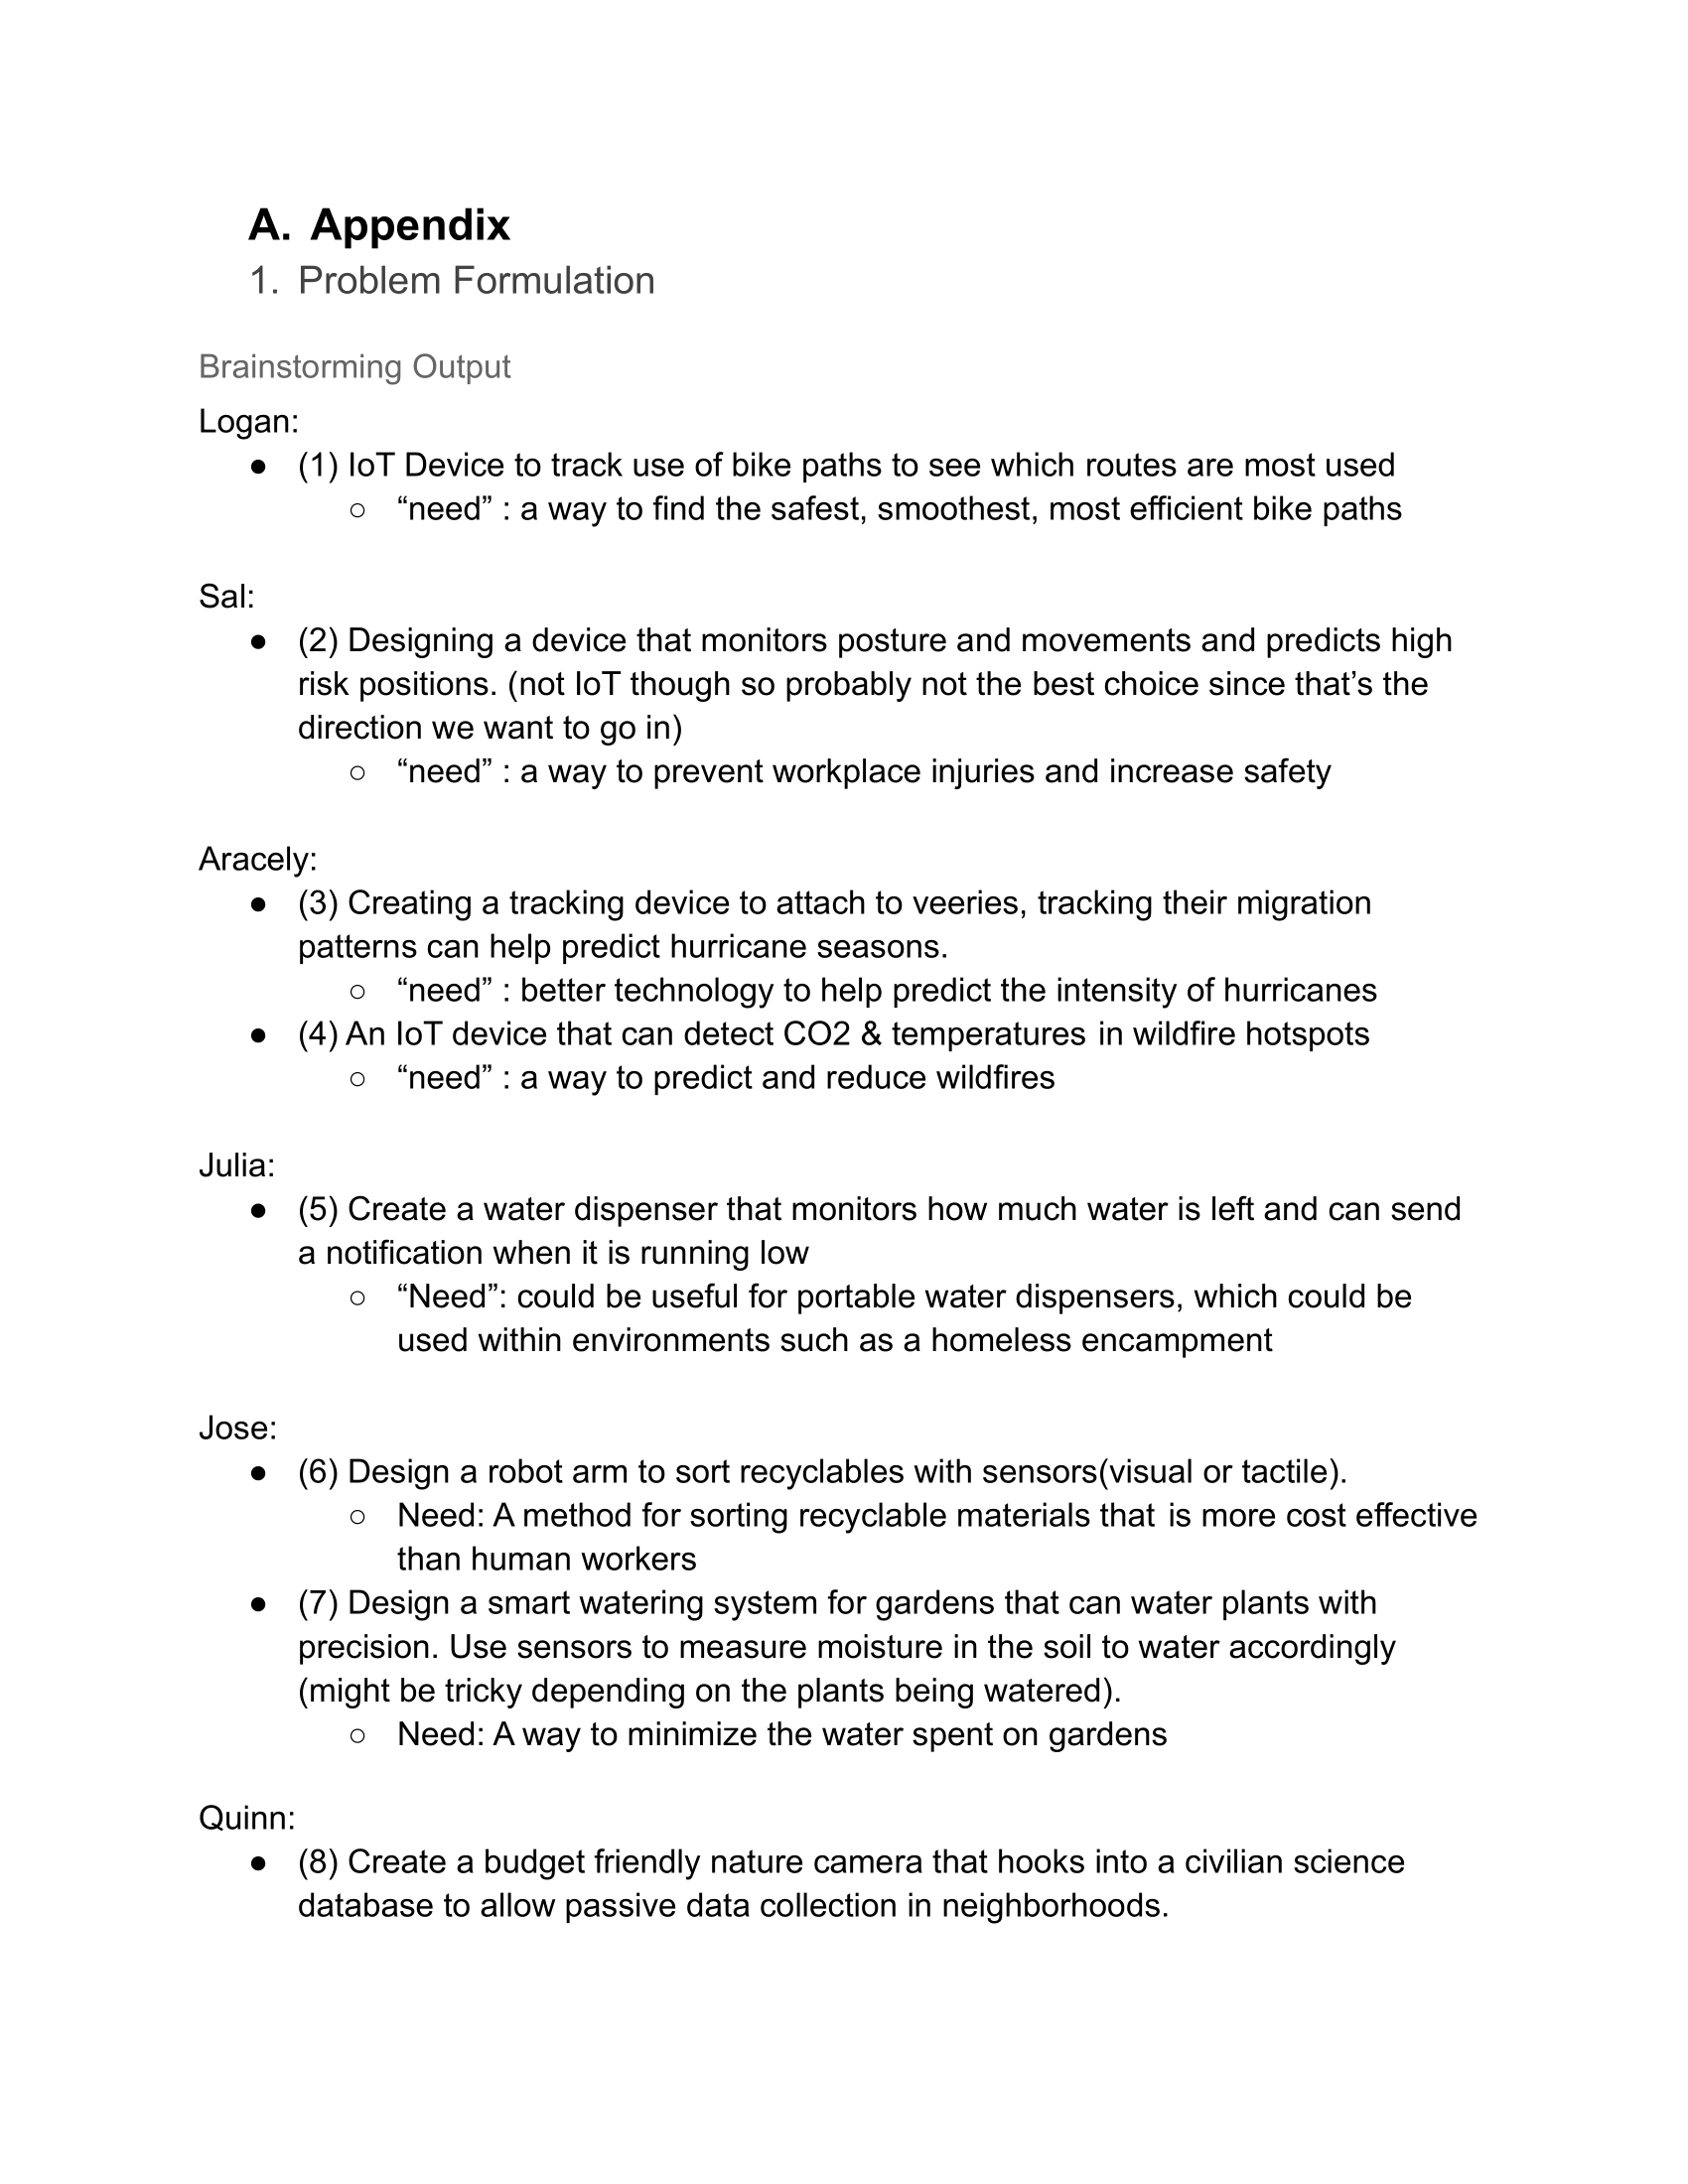 A. Appendix
1. Problem Formulation
Brainstorming Output
Logan:
● (1) IoT Device to track use of bike paths to see which routes are most used
○ “need” : a way to find the safest, smoothest, most efficient bike paths
Sal:
● (2) Designing a device that monitors posture and movements and predicts high
risk positions. (not IoT though so probably not the best choice since that’s the
direction we want to go in)
○ “need” : a way to prevent workplace injuries and increase safety
Aracely:
● (3) Creating a tracking device to attach to veeries, tracking their migration
patterns can help predict hurricane seasons.
○ “need” : better technology to help predict the intensity of hurricanes
● (4) An IoT device that can detect CO2 & temperatures in wildfire hotspots
○ “need” : a way to predict and reduce wildfires
Julia:
● (5) Create a water dispenser that monitors how much water is left and can send
a notification when it is running low
○ “Need”: could be useful for portable water dispensers, which could be
used within environments such as a homeless encampment
Jose:
● (6) Design a robot arm to sort recyclables with sensors(visual or tactile).
○ Need: A method for sorting recyclable materials that is more cost effective
than human workers
● (7) Design a smart watering system for gardens that can water plants with
precision. Use sensors to measure moisture in the soil to water accordingly
(might be tricky depending on the plants being watered).
○ Need: A way to minimize the water spent on gardens
Quinn:
● (8) Create a budget friendly nature camera that hooks into a civilian science
database to allow passive data collection in neighborhoods.